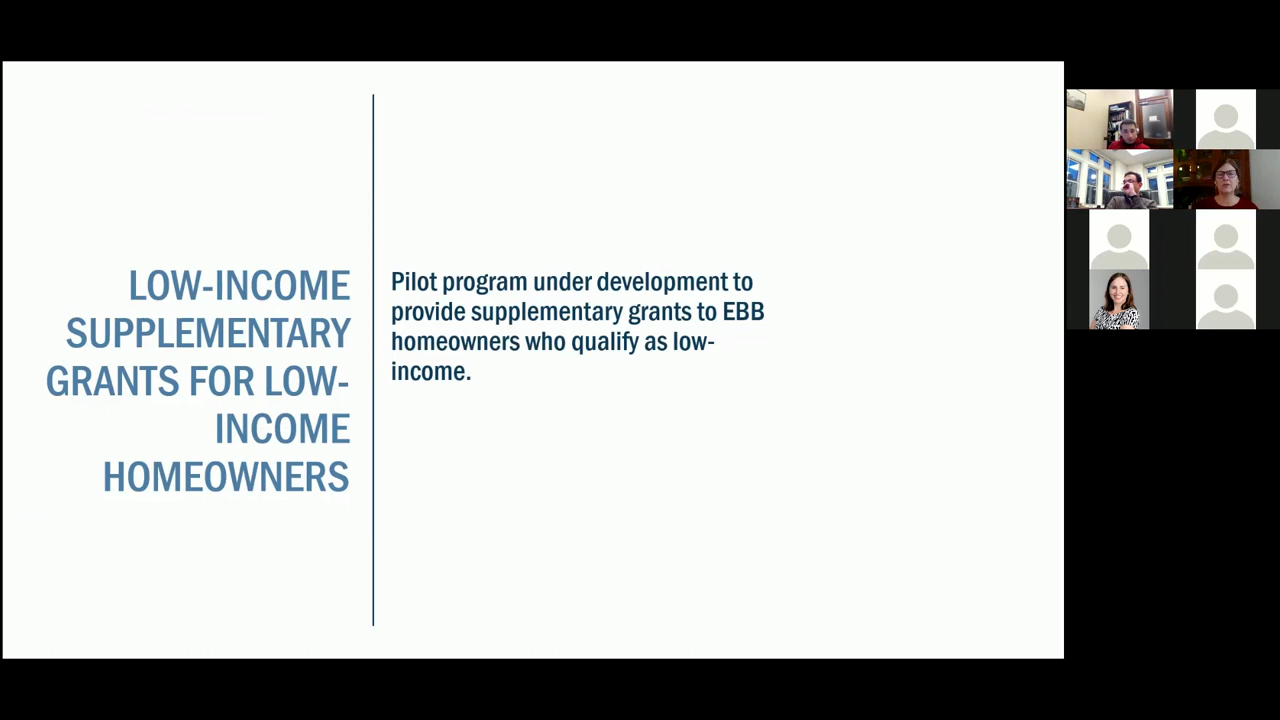 LOW-INCOME
SUPPLEMENTARY
GRANTS FOR LOW-
INCOME
HOMEOWNERS
Pilot program under development to
provide supplementary grants to EBB
homeowners who qualify as low-
income.